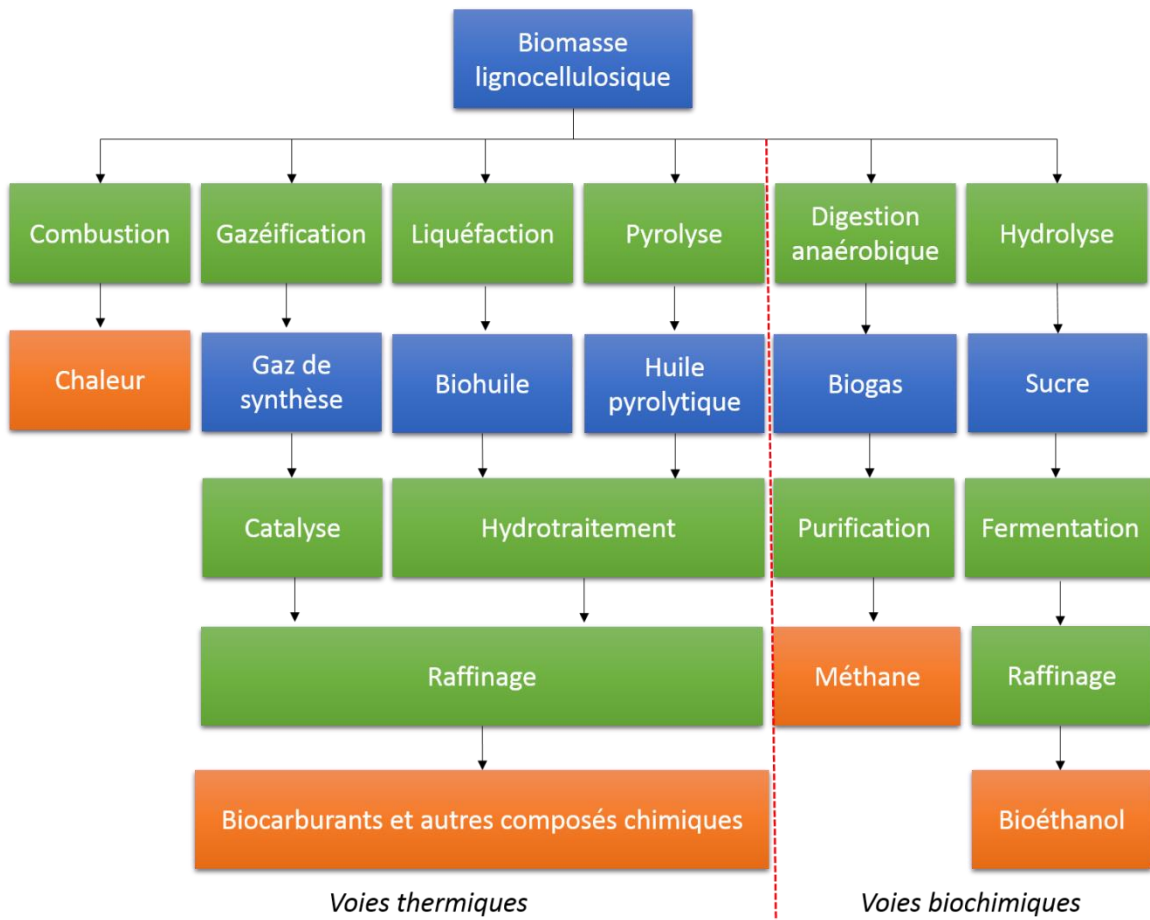 Biomasse
lignocellulosique
Combustion
Gazéification
Liquéfaction
Pyrolyse
Digestion
anaérobique
Hydrolyse
Chaleur
Gaz de
synthèse
Biohuile
Huile
pyrolytique
Biogas
Sucre
Catalyse
Hydrotraitement
Purification
Fermentation
Raffinage
Méthane
Raffinage
Biocarburants et autres composés chimiques
Bioéthanol
Voies thermiques
Voies biochimiques